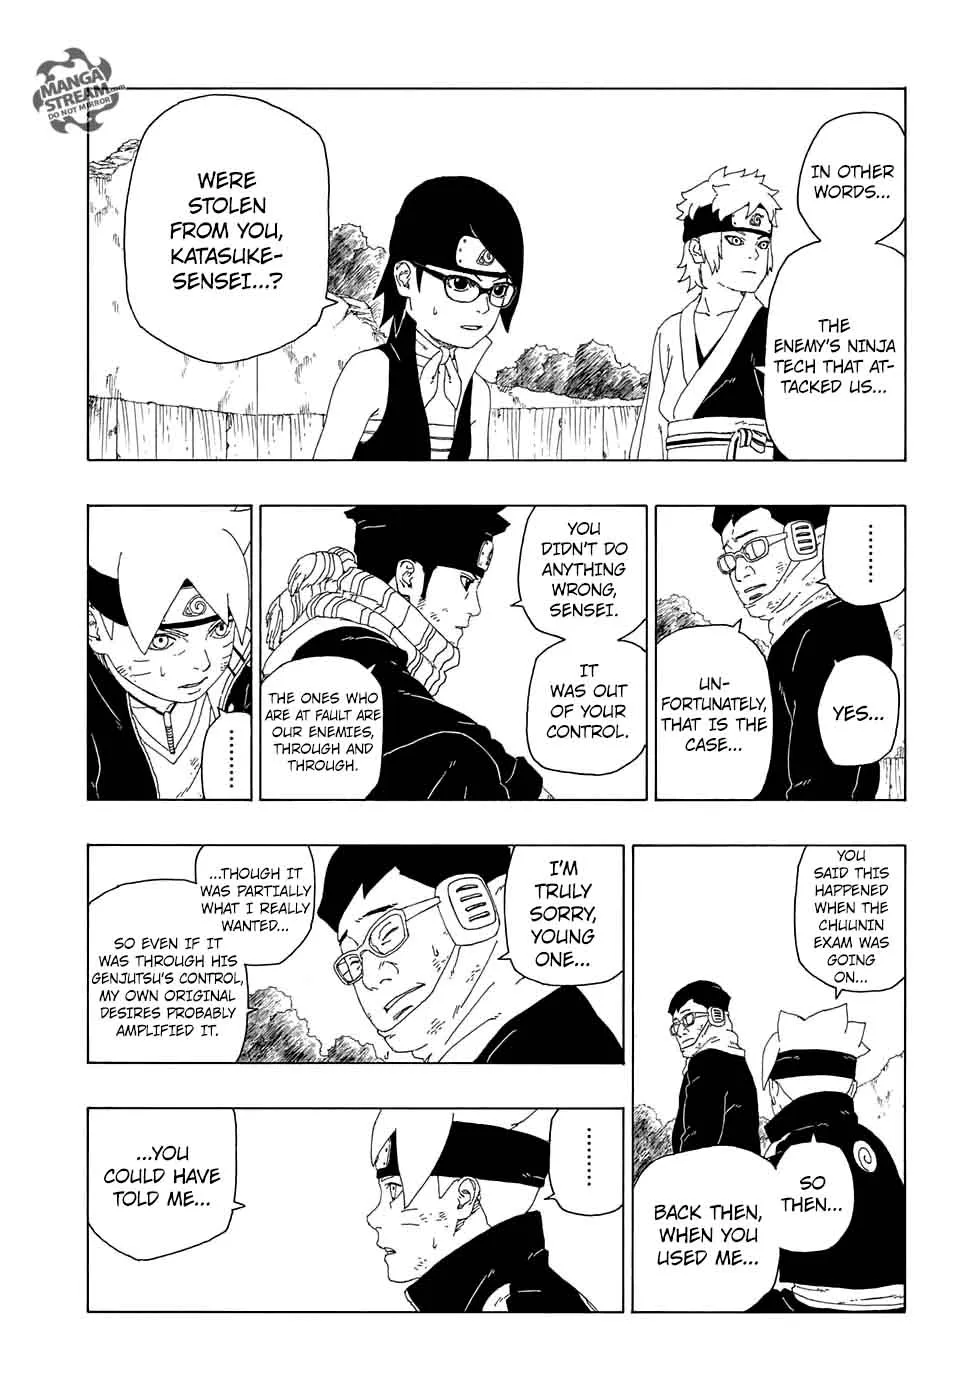 MANGA
STREAM.com
DO NOT MIRROR
IN OTHER
WORDS...
THE
ENEMY'S NINJA
TECH THAT AT-
TACKED US...
WERE
STOLEN
FROM YOU,
KATASUKE-
SENSEI...?
........
YES...
UN-
FORTUNATELY,
THAT IS THE
CASE...
YOU
DIDN'T DO
ANYTHING
WRONG,
SENSEI.
IT
WAS OUT
OF YOUR
CONTROL.
THE ONES WHO
ARE AT FAULT ARE
OUR ENEMIES,
THROUGH AND
THROUGH.
........
YOU
SAID THIS
HAPPENED
WHEN THE
CHUUNIN
EXAM WAS
GOING
ON...
SO
THEN...
BACK THEN,
WHEN YOU
USED ME...
I'M
TRULY
SORRY,
YOUNG
ONE...
...THOUGH IT
WAS PARTIALLY
WHAT I REALLY
WANTED...
SO EVEN IF IT
WAS THROUGH HIS
GENJUTSU'S CONTROL,
MY OWN ORIGINAL
DESIRES PROBABLY
AMPLIFIED IT.
........
...YOU
COULD HAVE
TOLD ME...